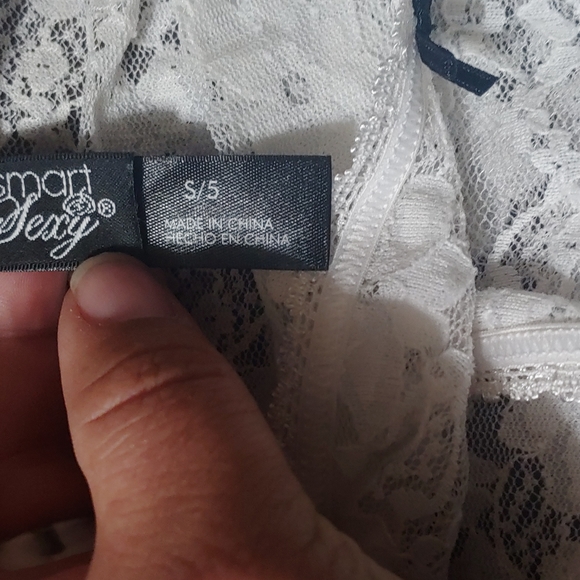 smart
Sexy®
S/5
MADE IN CHINA
HECHO EN CHINA